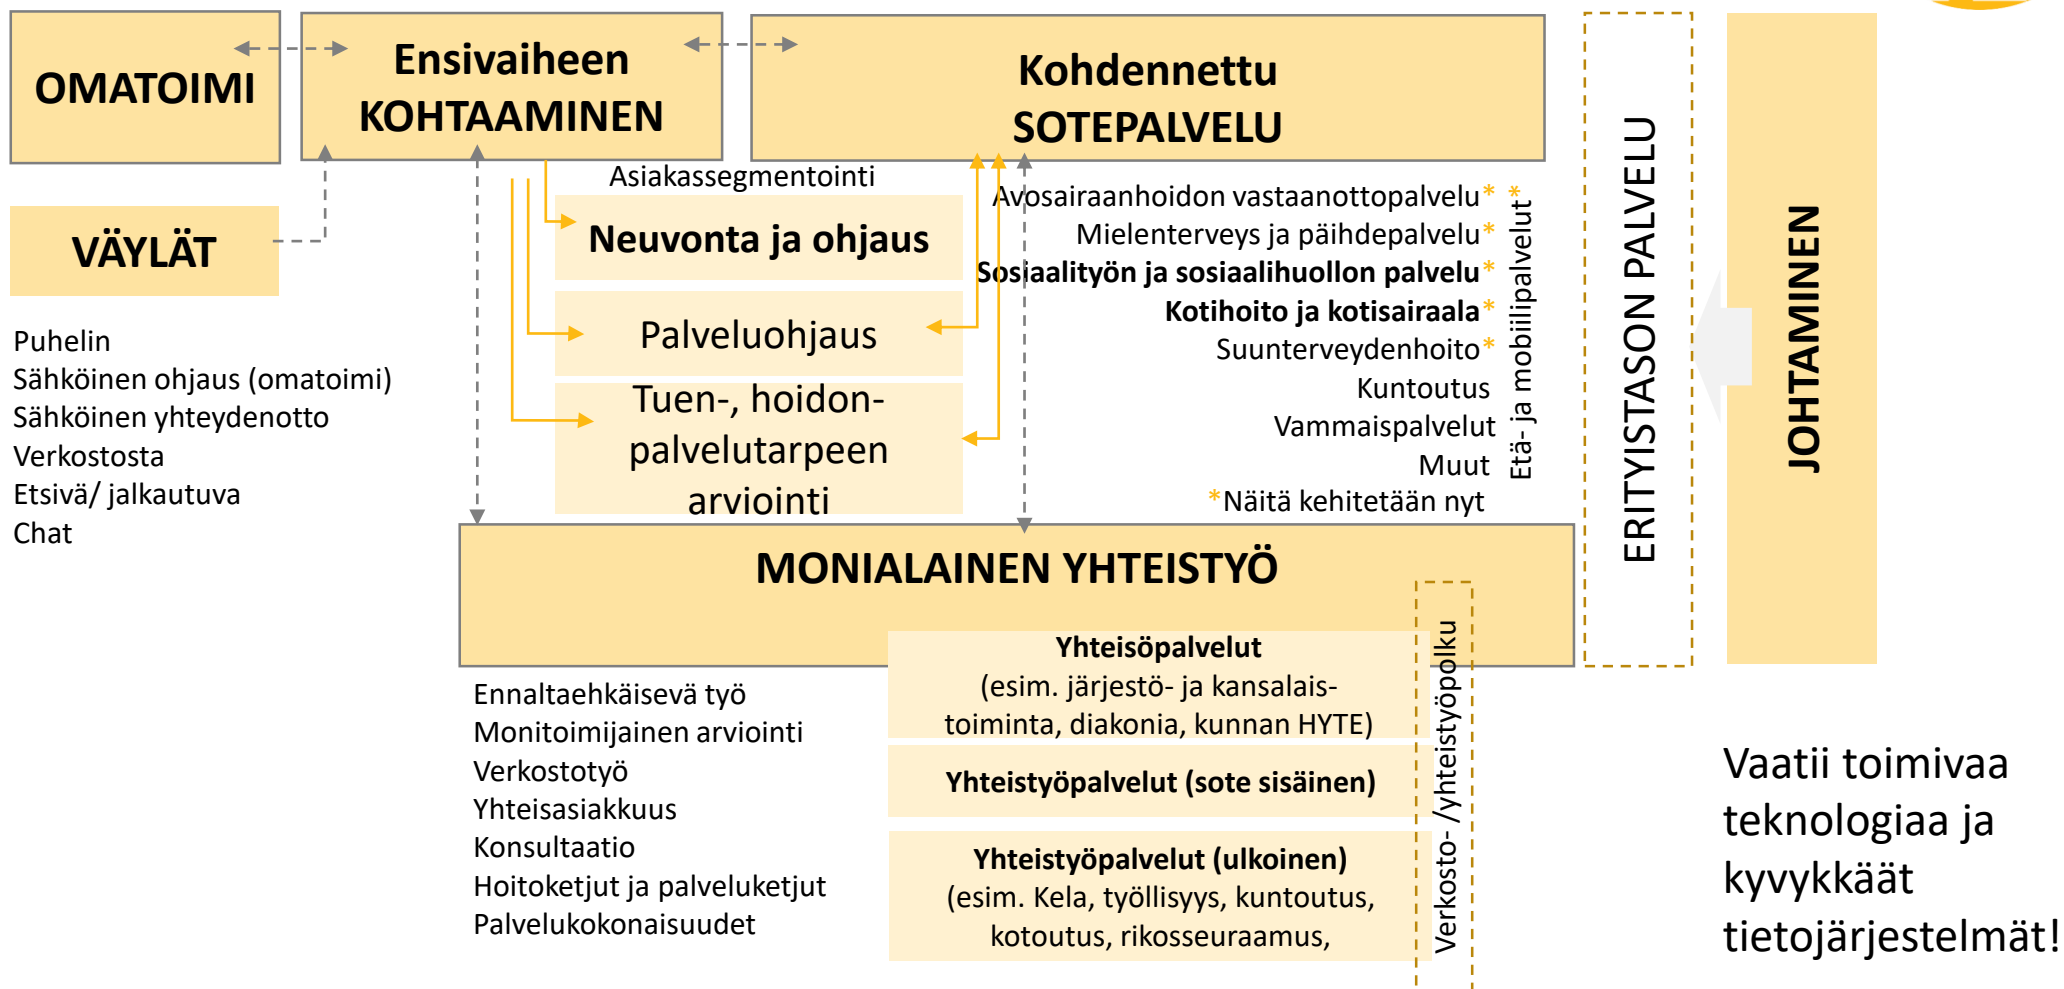 OMATOIMI
Ensivaiheen
KOHTAAMINEN
Kohdennettu
SOTEPALVELU
VÄYLÄT
Puhelin
Sähköinen ohjaus (omatoimi)
Sähköinen yhteydenotto
Verkostosta
Etsivä/ jalkautuva
Chat
Asiakassegmentointi
Neuvonta ja ohjaus
Palveluohjaus
Tuen-, hoidon-
palvelutarpeen
arviointi
Avosairaanhoidon vastaanottopalvelu*
Mielenterveys ja päihdepalvelu*
Sosiaalityön ja sosiaalihuollon palvelu*
Kotihoito ja kotisairaala*
Suunterveydenhoito*
Kuntoutus
Vammaispalvelut
Muut
*Näitä kehitetään nyt
Etä- ja mobiilipalvelut*
ERITYISTASON PALVELU
JOHTAMINEN
MONIALAINEN YHTEISTYÖ
Ennaltaehkäisevä työ
Monitoimijainen arviointi
Verkostotyö
Yhteisasiakkuus
Konsultaatio
Hoitoketjut ja palveluketjut
Palvelukokonaisuudet
Yhteisöpalvelut
(esim. järjestö- ja kansalais-
toiminta, diakonia, kunnan HYTE)
Yhteistyöpalvelut (sote sisäinen)
Yhteistyöpalvelut (ulkoinen)
(esim. Kela, työllisyys, kuntoutus,
kotoutus, rikosseuraamus,
Verkosto- /yhteistyöpolku
Vaatii toimivaa
teknologiaa ja
kyvykkäät
tietojärjestelmät!